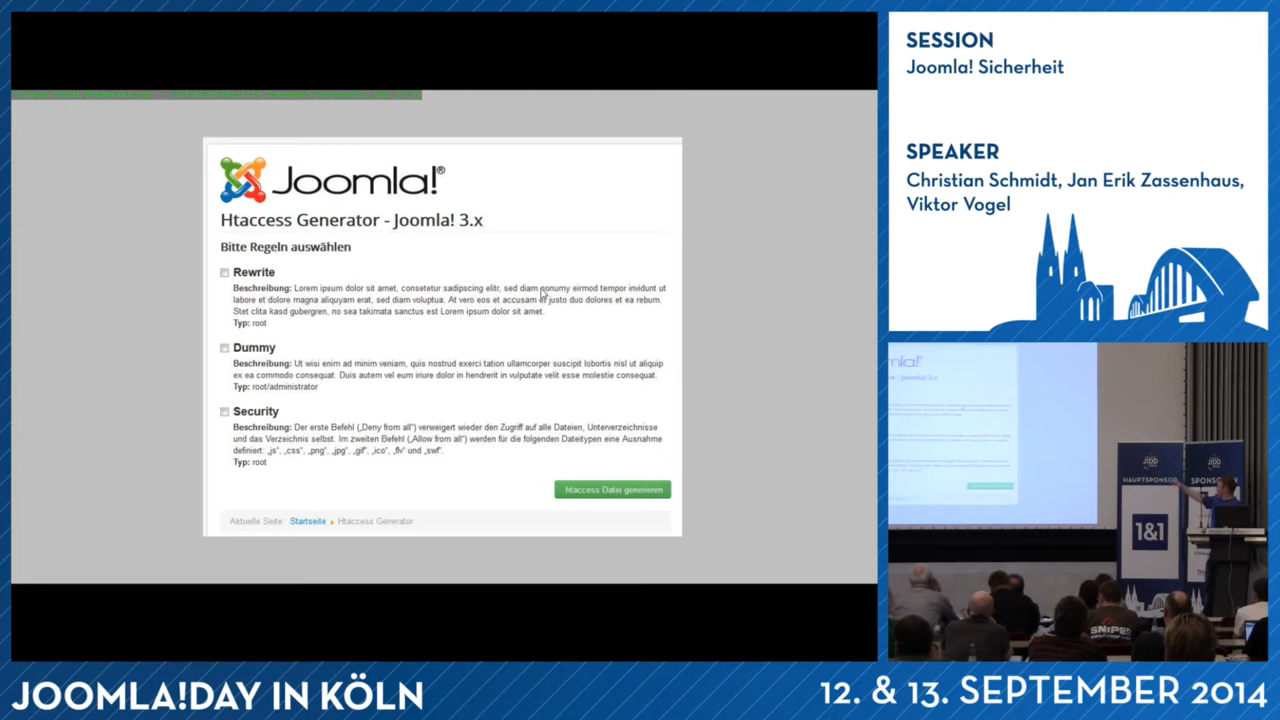 SESSION
Joomla! Sicherheit
SPEAKER
Christian Schmidt, Jan Erik Zassenhaus,
Viktor Vogel
Joomla!®
Htaccess Generator - Joomla! 3.x
Bitte Regeln auswählen
Rewrite
Beschreibung: Lorem ipsum dolor sit amet, consetetur sadipscing elitr, sed diam nonumy eirmod tempor invidunt ut
labore et dolore magna aliquyam erat, sed diam voluptua. At vero eos et accusam et justo duo dolores et ea rebum.
Stet clita kasd gubergren, no sea takimata sanctus est Lorem ipsum dolor sit amet.
Typ: root
Dummy
Beschreibung: Ut wisi enim ad minim veniam, quis nostrud exerci tation ullamcorper suscipit lobortis nisl ut aliquip
ex ea commodo consequat. Duis autem vel eum iriure dolor in hendrerit in vulputate velit esse molestie consequat.
Typ: root/administrator
Security
Beschreibung: Der erste Befehl („Deny from all") verweigert wieder den Zugriff auf alle Dateien, Unterverzeichnisse
und das Verzeichnis selbst. Im zweiten Befehl („Allow from all") werden für die folgenden Dateitypen eine Ausnahme
definiert: „js", „css", „png", „jpg", „gif", „ico", „flv" und „swf".
Typ: root
htaccess Datei generieren
Aktuelle Seite: Startseite Htaccess Generator
mla!®
JDD
JDD
HAUPTSPONSOR
SPONSOREN
1&1
SNIPES
JOOMLA!DAY IN KÖLN
12. & 13. SEPTEMBER 2014